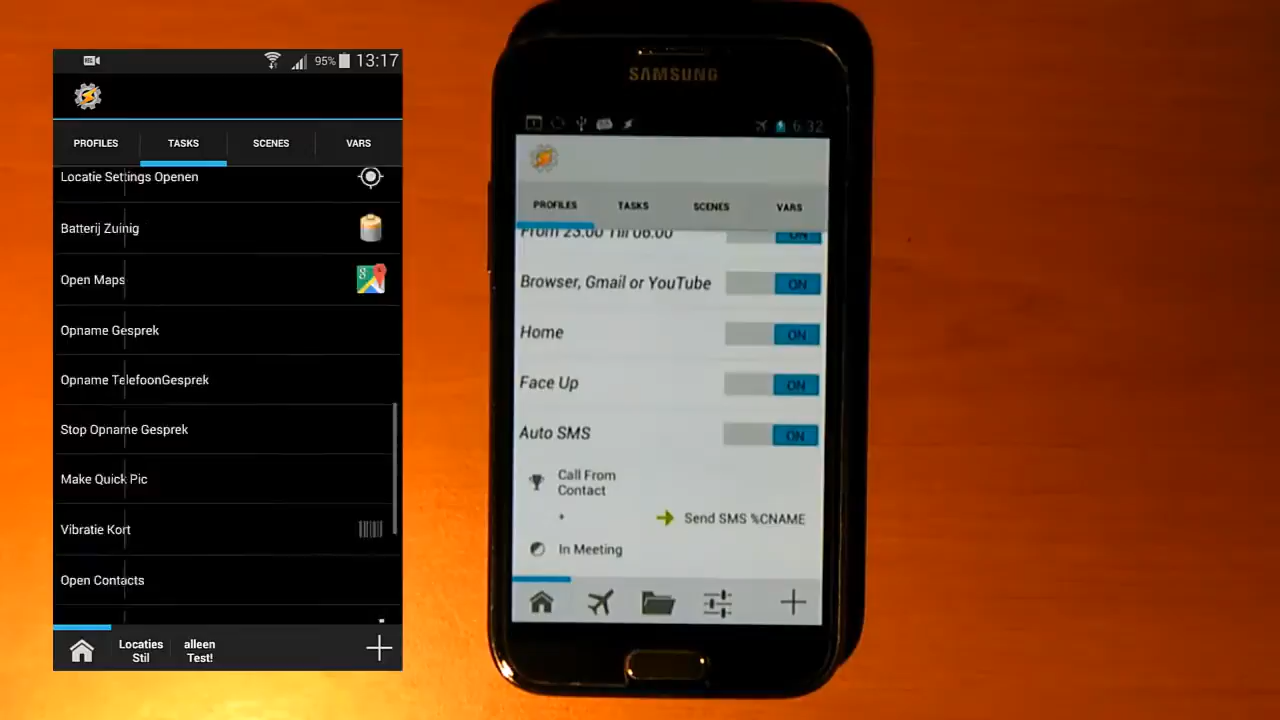 95% 13:17
PROFILES TASKS SCENES VARS
Locatie Settings Openen
Batterij Zuinig
Open Maps
8
Opname Gesprek
Opname TelefoonGesprek
Stop Opname Gesprek
Make Quick Pic
Vibratie Kort
Open Contacts
Locaties
Stil
alleen
Test!
SAMSUNG
6:32
PROFILES TASKS SCENES VARS
From 23.00 Till 06.00 ON
Browser, Gmail or YouTube ON
Home ON
Face Up ON
Auto SMS ON
Call From
Contact
+
Send SMS %CNAME
In Meeting